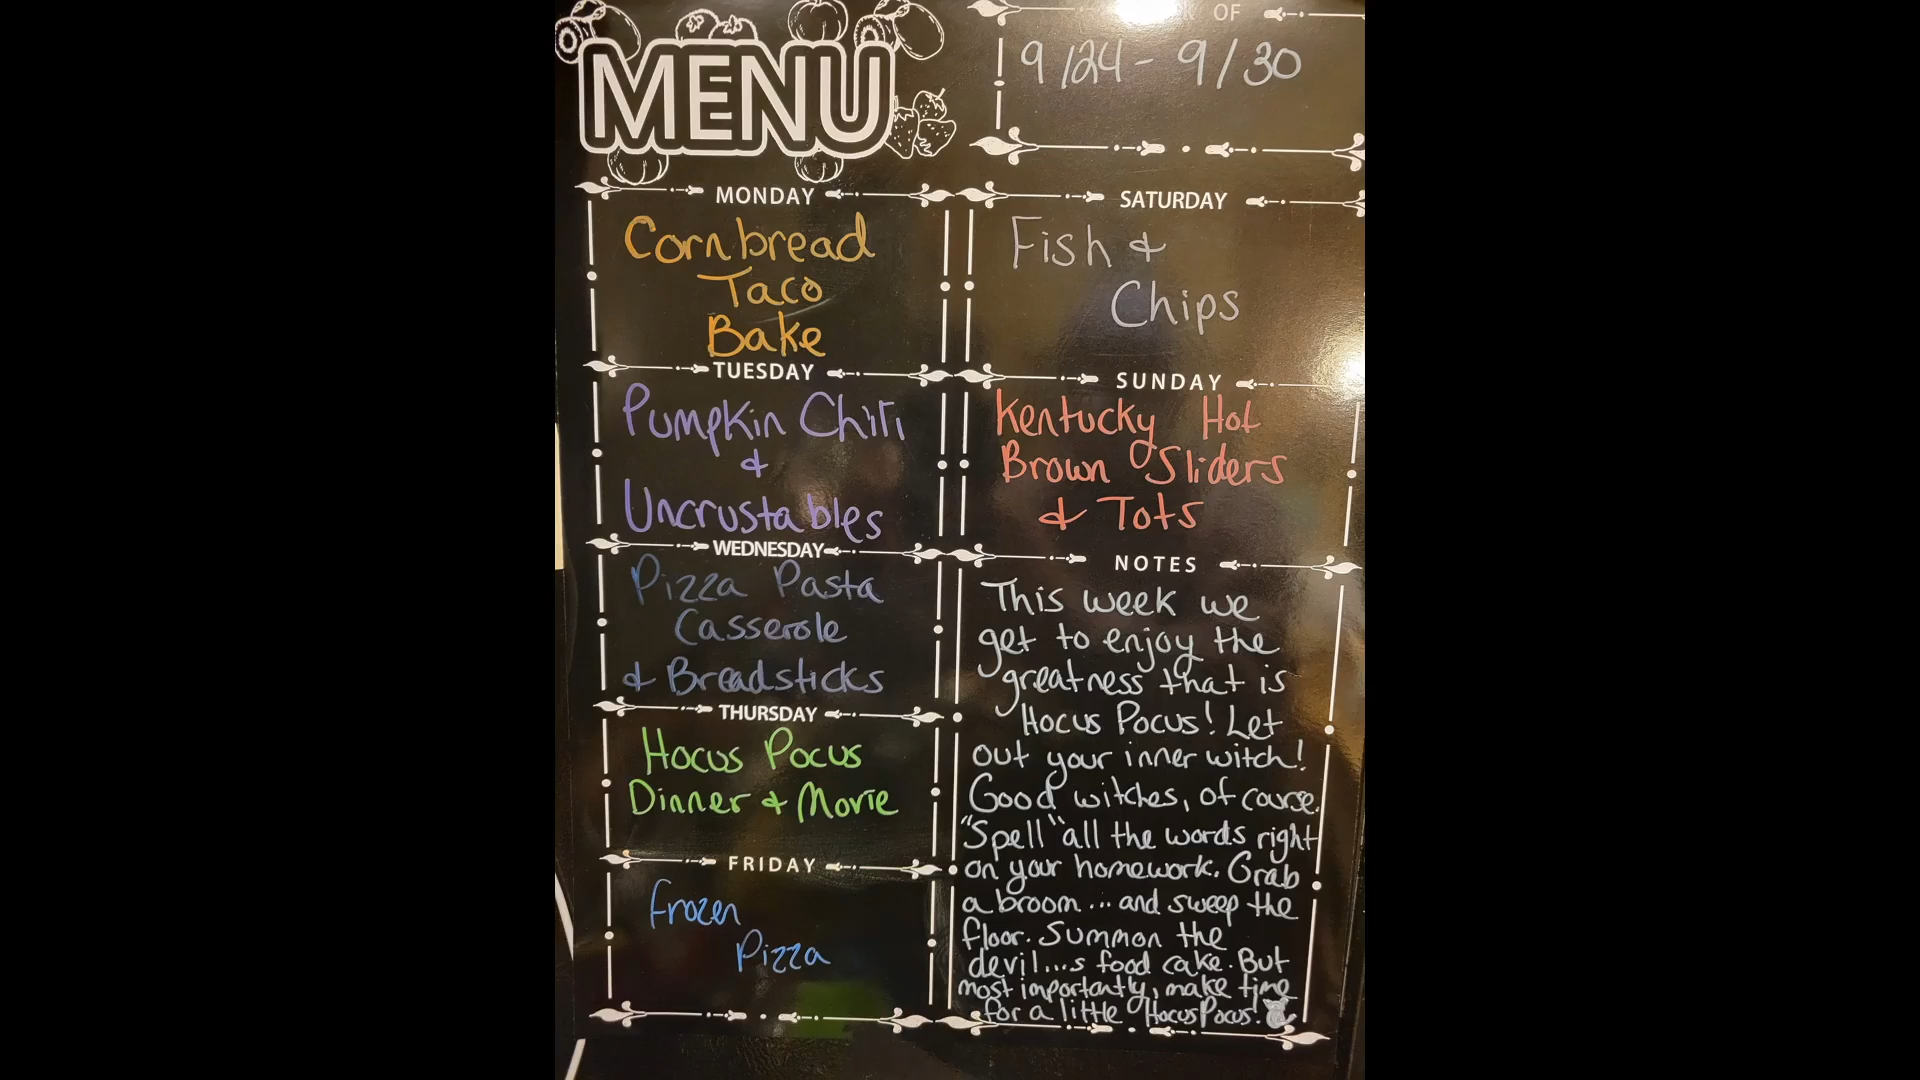 MENU
OF
9/24 - 9/30
MONDAY
Cornbread
Taco
Bake
TUESDAY
Pumpkin Chili
&
Uncrustables
WEDNESDAY
Pizza Pasta
Casserole
& Breadsticks
THURSDAY
Hocus Pocus
Dinner & Movie
FRIDAY
Frozen
Pizza
SATURDAY
Fish &
Chips
SUNDAY
Kentucky Hot
Brown Sliders
& Tots
NOTES
This week we
get to enjoy the
greatness that is
Hocus Pocus! Let
out your inner witch!
Good witches, of course.
"Spell" all the words right
on your homework. Grab
a broom... and sweep the
floor. Summon the
devil...s food cake. But
most importantly, make time
for a little Hocus Pocus!